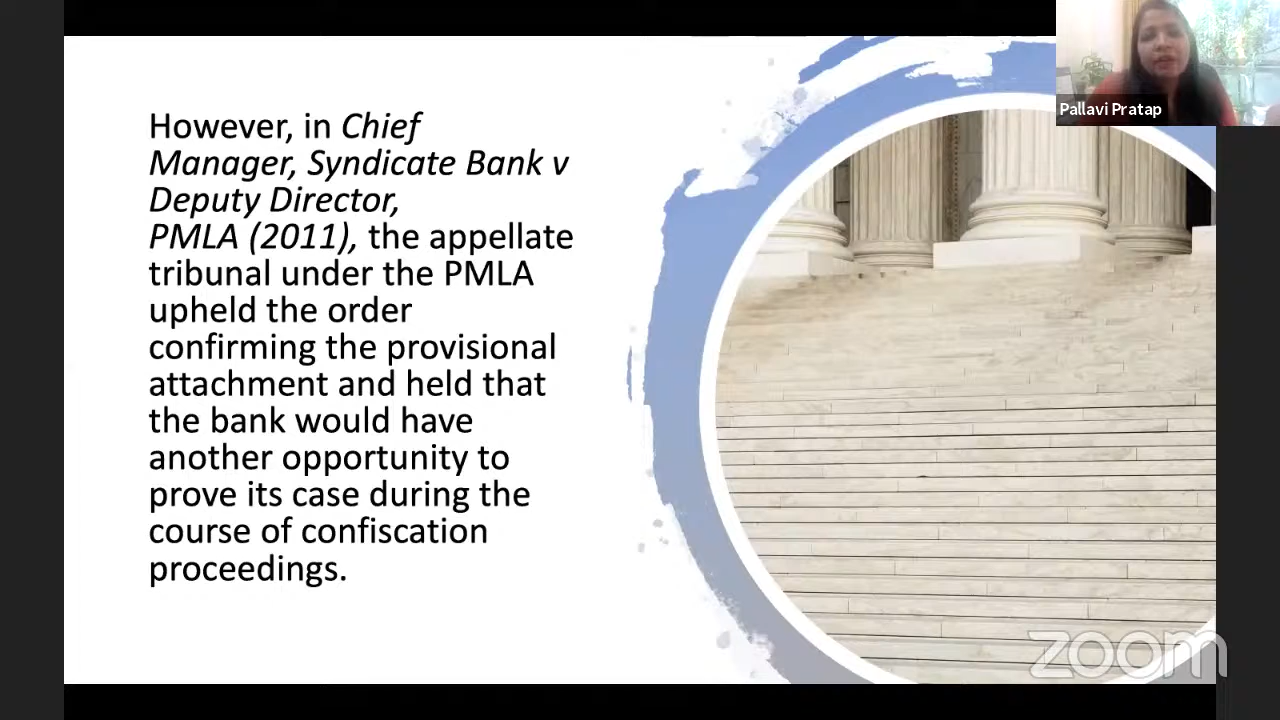 However, in Chief
Manager, Syndicate Bank v
Deputy Director,
PMLA (2011), the appellate
tribunal under the PMLA
upheld the order
confirming the provisional
attachment and held that
the bank would have
another opportunity to
prove its case during the
course of confiscation
proceedings.
Pallavi Pratap
zoom